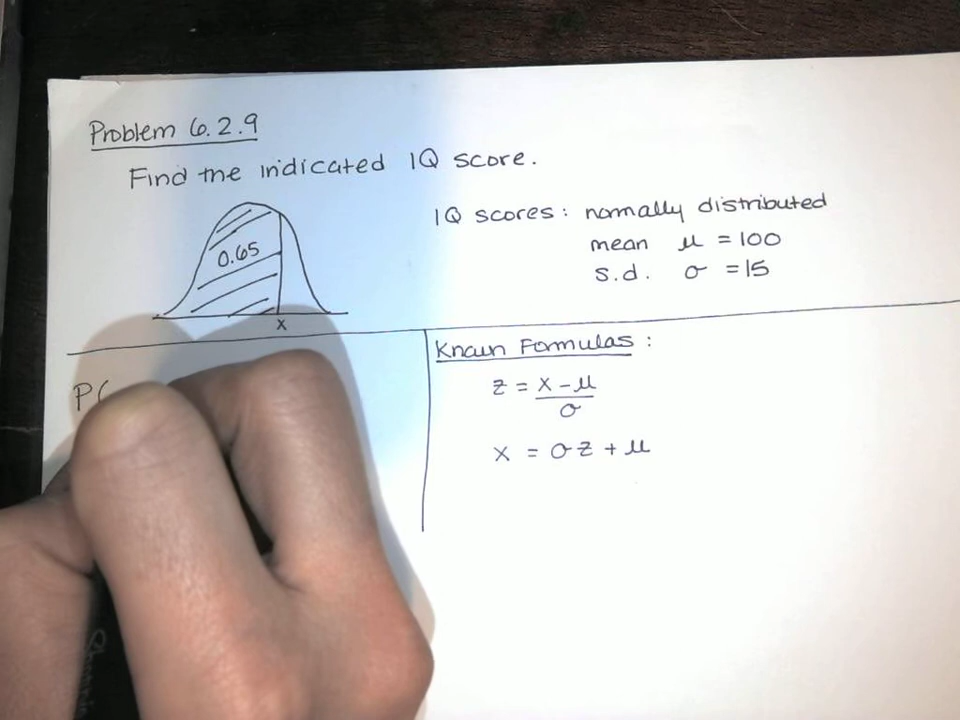 Problem 6.2.9
Find the indicated IQ score.
0.65
x
IQ scores: normally distributed
mean μ = 100
s.d. σ = 15
P(
Known Formulas:
z = x - μ
σ
x = σz + μ